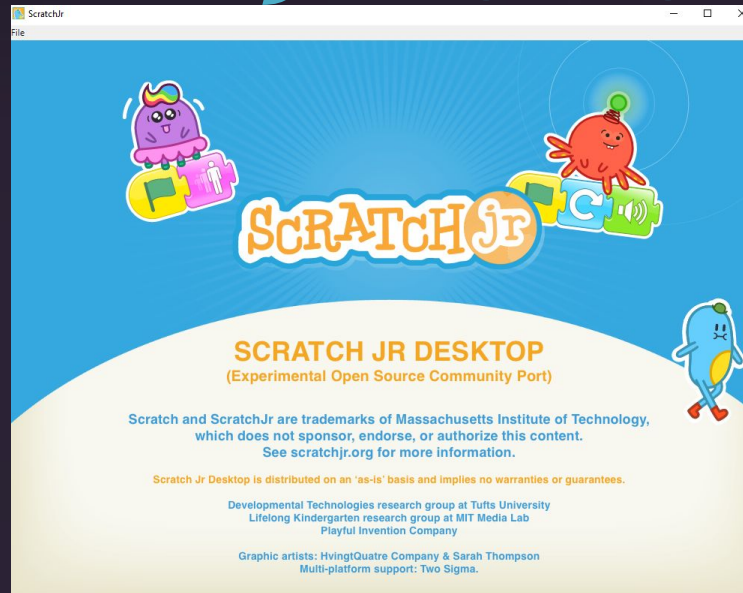 ScratchJr
File
SCRATCH jr
SCRATCH JR DESKTOP
(Experimental Open Source Community Port)
Scratch and ScratchJr are trademarks of Massachusetts Institute of Technology,
which does not sponsor, endorse, or authorize this content.
See scratchjr.org for more information.
Scratch Jr Desktop is distributed on an 'as-is' basis and implies no warranties or guarantees.
Developmental Technologies research group at Tufts University
Lifelong Kindergarten research group at MIT Media Lab
Playful Invention Company
Graphic artists: HvingtQuatre Company & Sarah Thompson
Multi-platform support: Two Sigma.